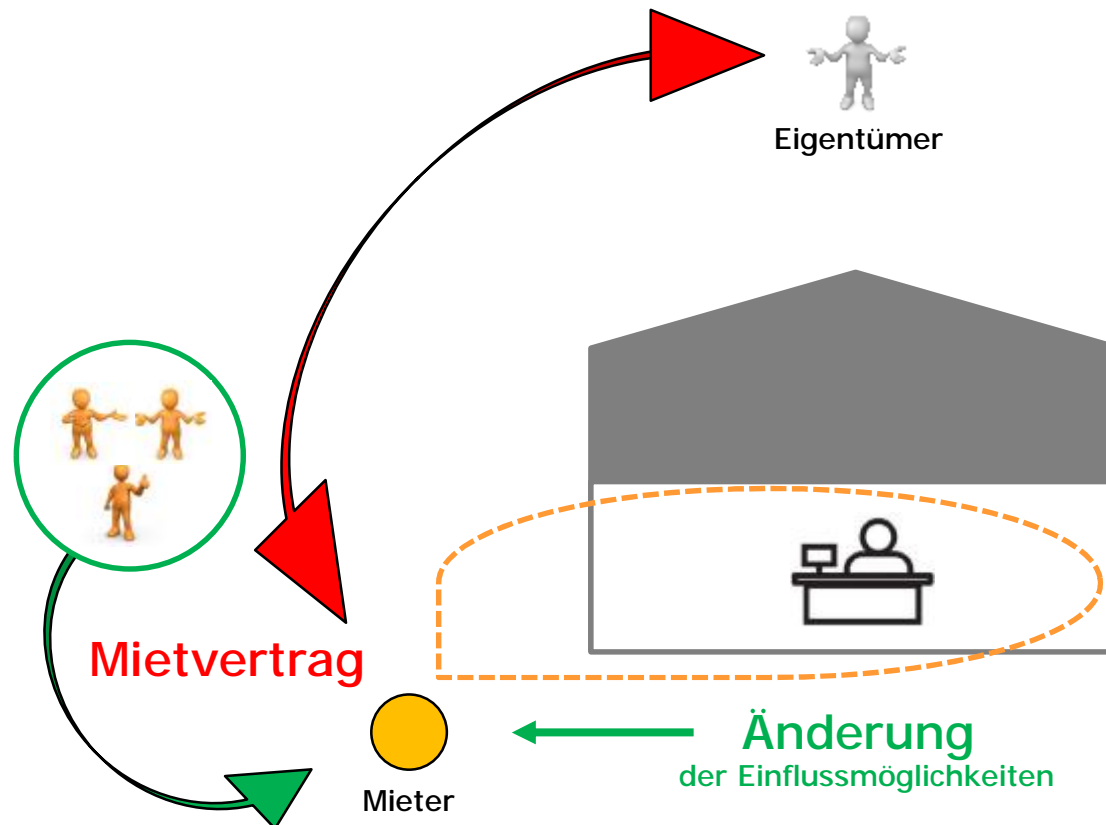 Eigentümer
Mietvertrag
Mieter
Änderung
der Einflussmöglichkeiten